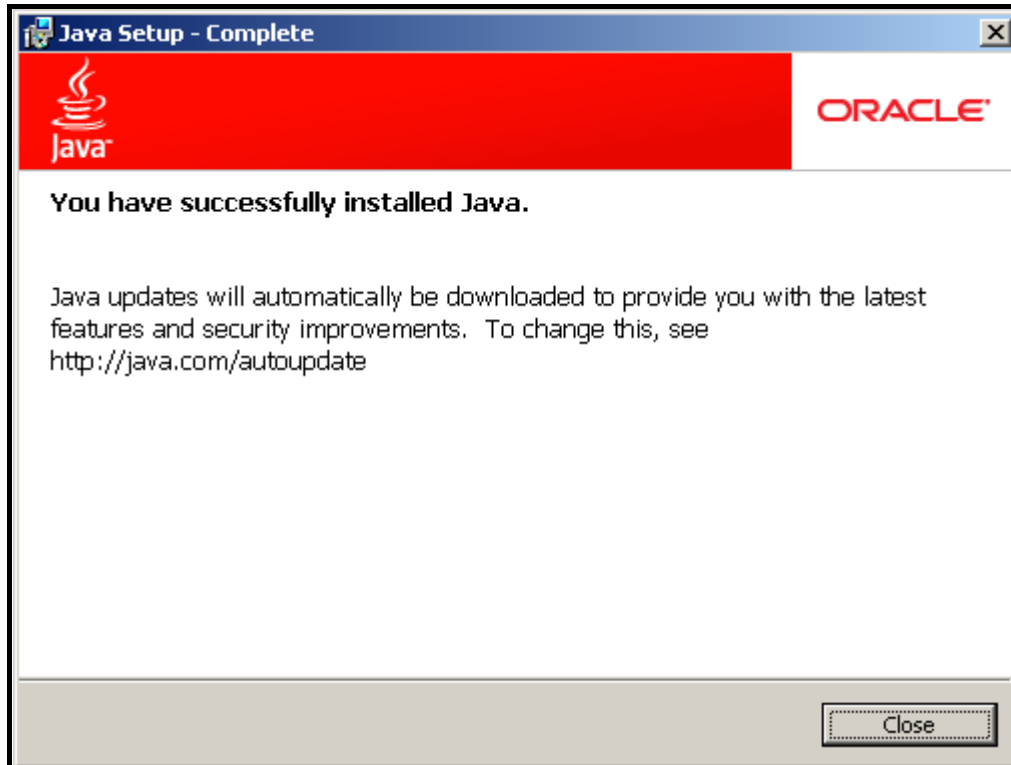 Java Setup - Complete
Java™
ORACLE®
You have successfully installed Java.
Java updates will automatically be downloaded to provide you with the latest
features and security improvements.  To change this, see
http://java.com/autoupdate
Close